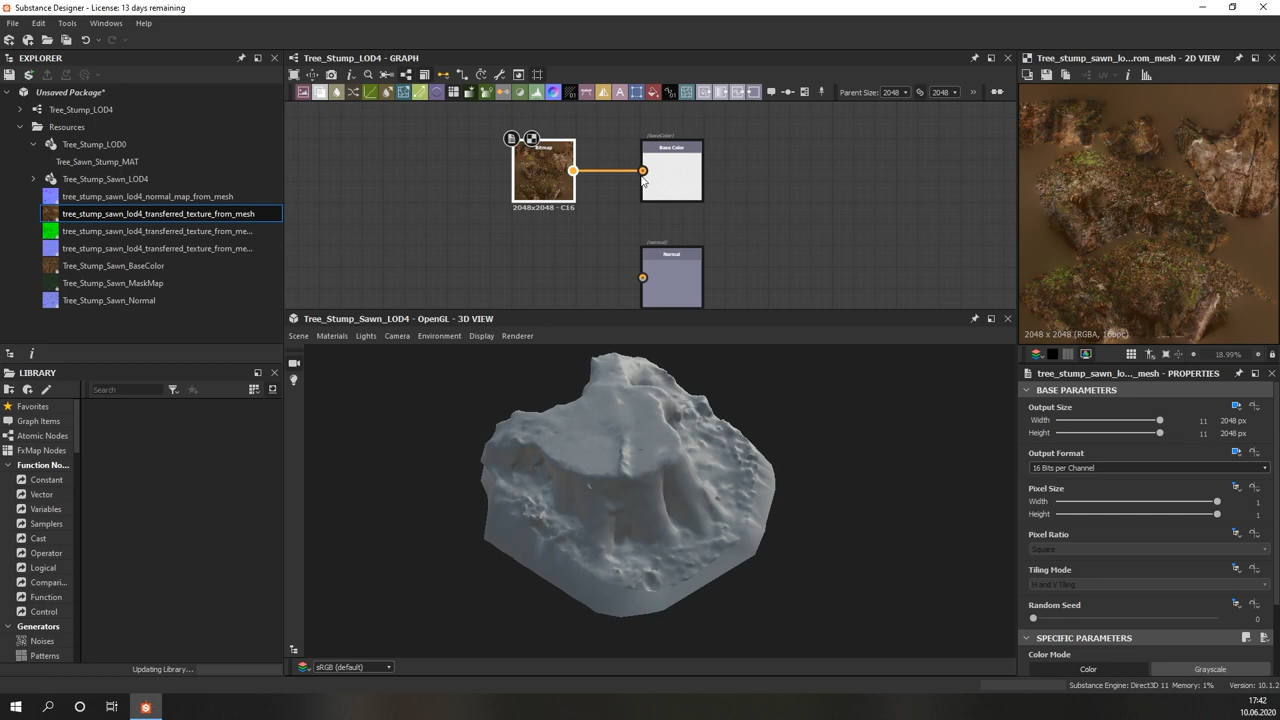 Substance Designer - License: 13 days remaining
File Edit Tools Windows Help
EXPLORER
Unsaved Package*
Tree_Stump_LOD4
Resources
Tree_Stump_LOD0
Tree_Sawn_Stump_MAT
Tree_Stump_Sawn_LOD4
tree_stump_sawn_lod4_normal_map_from_mesh
tree_stump_sawn_lod4_transferred_texture_from_mesh
tree_stump_sawn_lod4_transferred_texture_from_me...
tree_stump_sawn_lod4_transferred_texture_from_me...
Tree_Stump_Sawn_BaseColor
Tree_Stump_Sawn_MaskMap
Tree_Stump_Sawn_Normal
LIBRARY
Search
Favorites
Graph Items
Atomic Nodes
FxMap Nodes
Function No...
Constant
Vector
Variables
Samplers
Cast
Operator
Logical
Compari...
Function
Control
Generators
Noises
Patterns
Updating Library...
Tree_Stump_LOD4 - GRAPH
Parent Size: 2048 2048 »
Bitmap
2048x2048 - C16
(baseColor)
Base Color
(normal)
Normal
Tree_Stump_Sawn_LOD4 - OpenGL - 3D VIEW
Scene Materials Lights Camera Environment Display Renderer
sRGB (default)
Tree_stump_sawn_lo...rom_mesh - 2D VIEW
UV
2048 x 2048 (RGBA, 16bpc)
18.99%
tree_stump_sawn_lo..._mesh - PROPERTIES
BASE PARAMETERS
Output Size
Width 11 2048 px
Height 11 2048 px
Output Format
16 Bits per Channel
Pixel Size
Width 1
Height 1
Pixel Ratio
Square
Tiling Mode
H and V Tiling
Random Seed
0
SPECIFIC PARAMETERS
Color Mode
Color Grayscale
Substance Engine: Direct3D 11 Memory: 1% Version: 10.1.2
17:42
10.06.2020